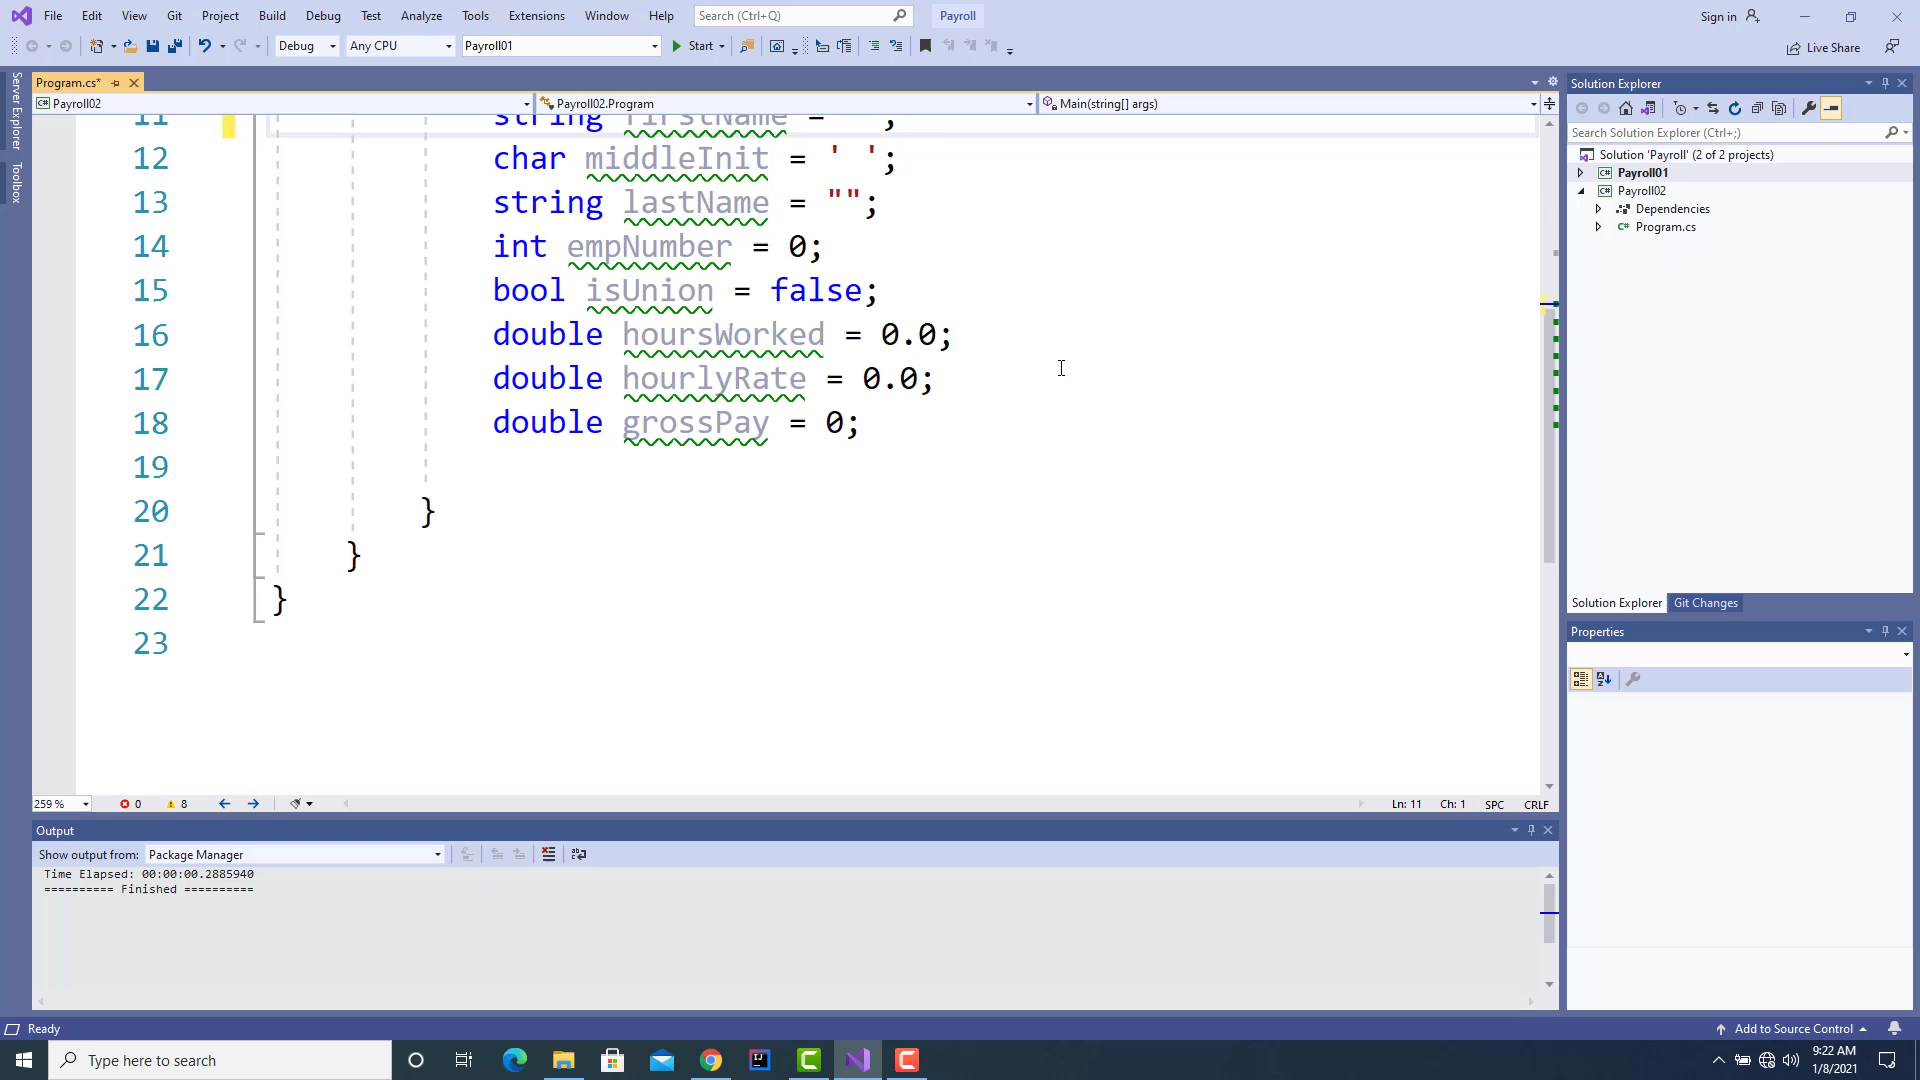 File Edit View Git Project Build Debug Test Analyze Tools Extensions Window Help Search (Ctrl+Q) Payroll Sign in
Debug Any CPU Payroll01 Start Live Share
Server Explorer
Toolbox
Program.cs*
Payroll02 Payroll02.Program Main(string[] args)
11 string firstName = ;
12 char middleInit = ' ';
13 string lastName = "";
14 int empNumber = 0;
15 bool isUnion = false;
16 double hoursWorked = 0.0;
17 double hourlyRate = 0.0;
18 double grossPay = 0;
19
20 }
21 }
22 }
23
259 % 0 8 Ln: 11 Ch: 1 SPC CRLF
Output
Show output from: Package Manager
Time Elapsed: 00:00:00.2885940
========== Finished ==========
Solution Explorer
Search Solution Explorer (Ctrl+;)
Solution 'Payroll' (2 of 2 projects)
C# Payroll01
C# Payroll02
Dependencies
C# Program.cs
Solution Explorer Git Changes
Properties
Ready Add to Source Control
Type here to search
9:22 AM
1/8/2021